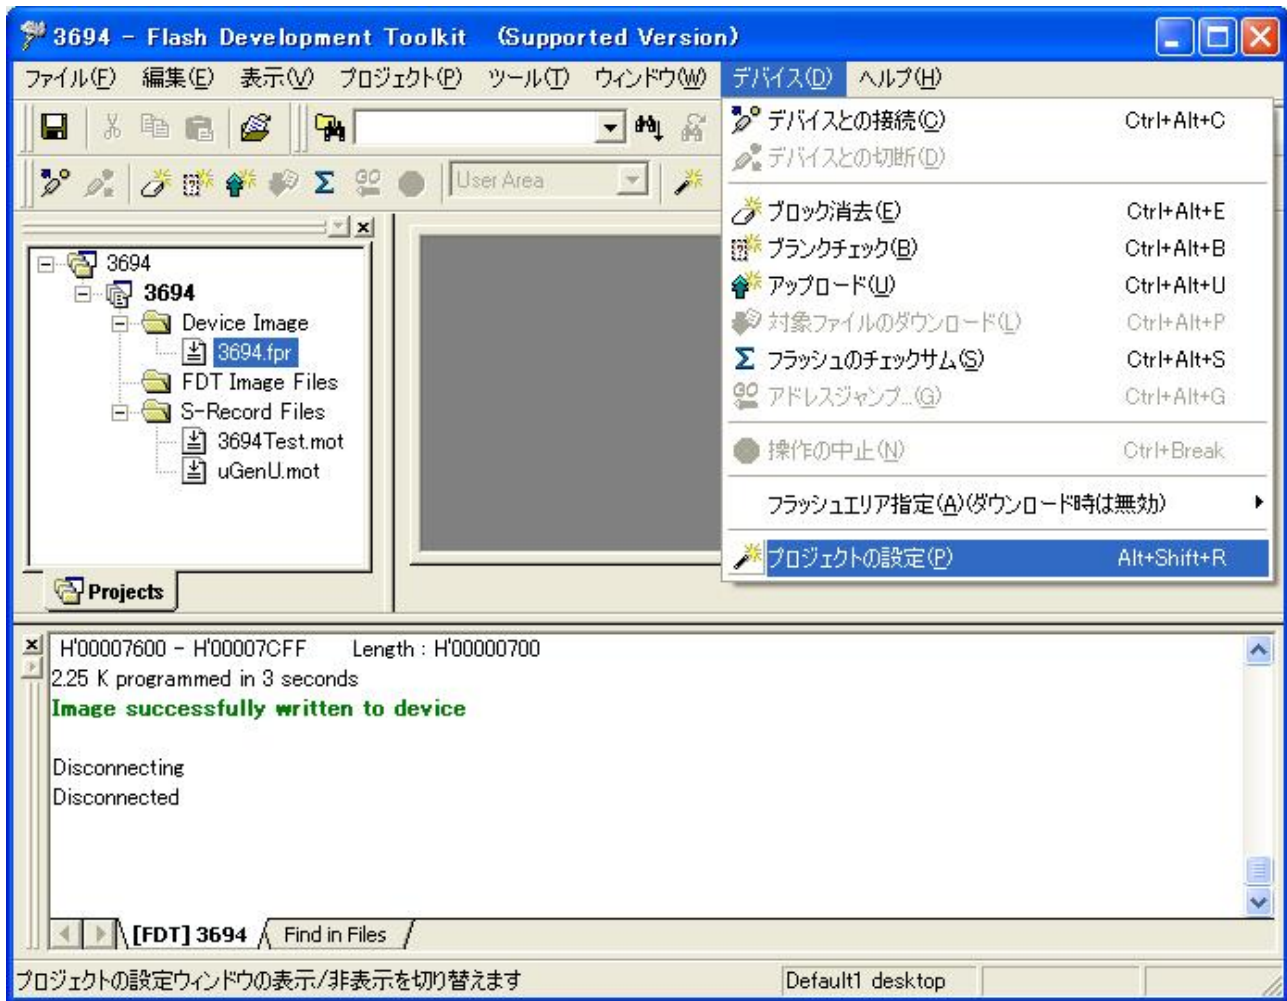 3694 - Flash Development Toolkit (Supported Version)
ファイル(F) 編集(E) 表示(V) プロジェクト(P) ツール(T) ウィンドウ(W) デバイス(D) ヘルプ(H)
デバイスとの接続(C) Ctrl+Alt+C
デバイスとの切断(D)
User Area
ブロック消去(E) Ctrl+Alt+E
ブランクチェック(B) Ctrl+Alt+B
アップロード(U) Ctrl+Alt+U
対象ファイルのダウンロード(L) Ctrl+Alt+P
フラッシュのチェックサム(S) Ctrl+Alt+S
アドレスジャンプ...(G) Ctrl+Alt+G
操作の中止(N) Ctrl+Break
フラッシュエリア指定(A)(ダウンロード時は無効)
プロジェクトの設定(P) Alt+Shift+R
3694
3694
Device Image
3694.fpr
FDT Image Files
S-Record Files
3694Test.mot
uGenU.mot
Projects
H'00007600 - H'00007CFF Length : H'00000700
2.25 K programmed in 3 seconds
Image successfully written to device
Disconnecting
Disconnected
[FDT] 3694 Find in Files
プロジェクトの設定ウィンドウの表示/非表示を切り替えます Default1 desktop